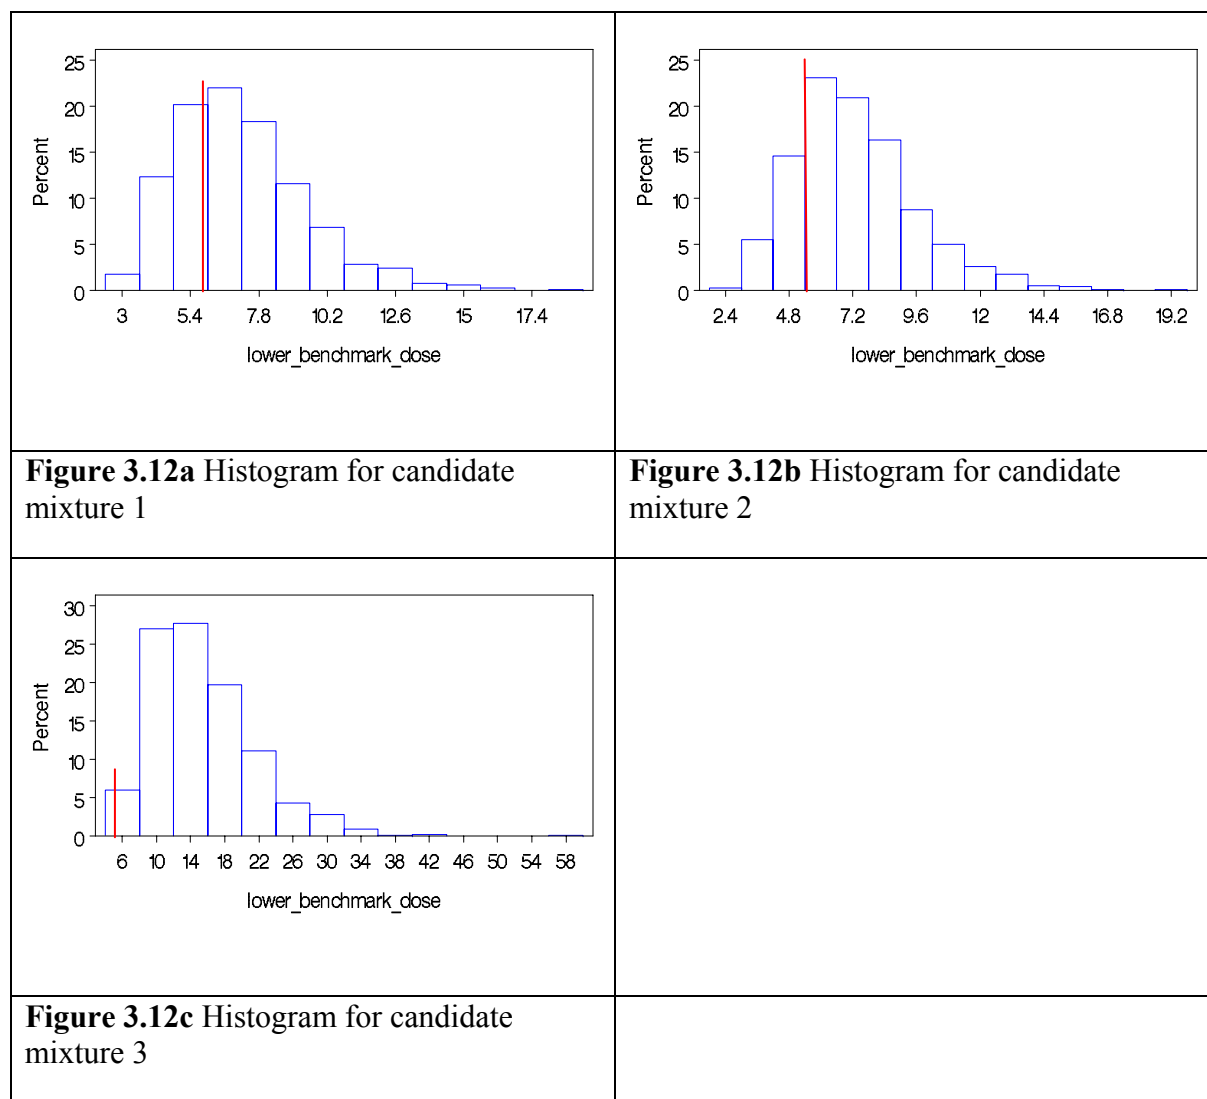 25
20
15
10
5
0
Percent
3 5.4 7.8 10.2 12.6 15 17.4
lower_benchmark_dose
25
20
15
10
5
0
Percent
2.4 4.8 7.2 9.6 12 14.4 16.8 19.2
lower_benchmark_dose
Figure 3.12a Histogram for candidate
mixture 1
Figure 3.12b Histogram for candidate
mixture 2
30
25
20
15
10
5
0
Percent
6 10 14 18 22 26 30 34 38 42 46 50 54 58
lower_benchmark_dose
Figure 3.12c Histogram for candidate
mixture 3